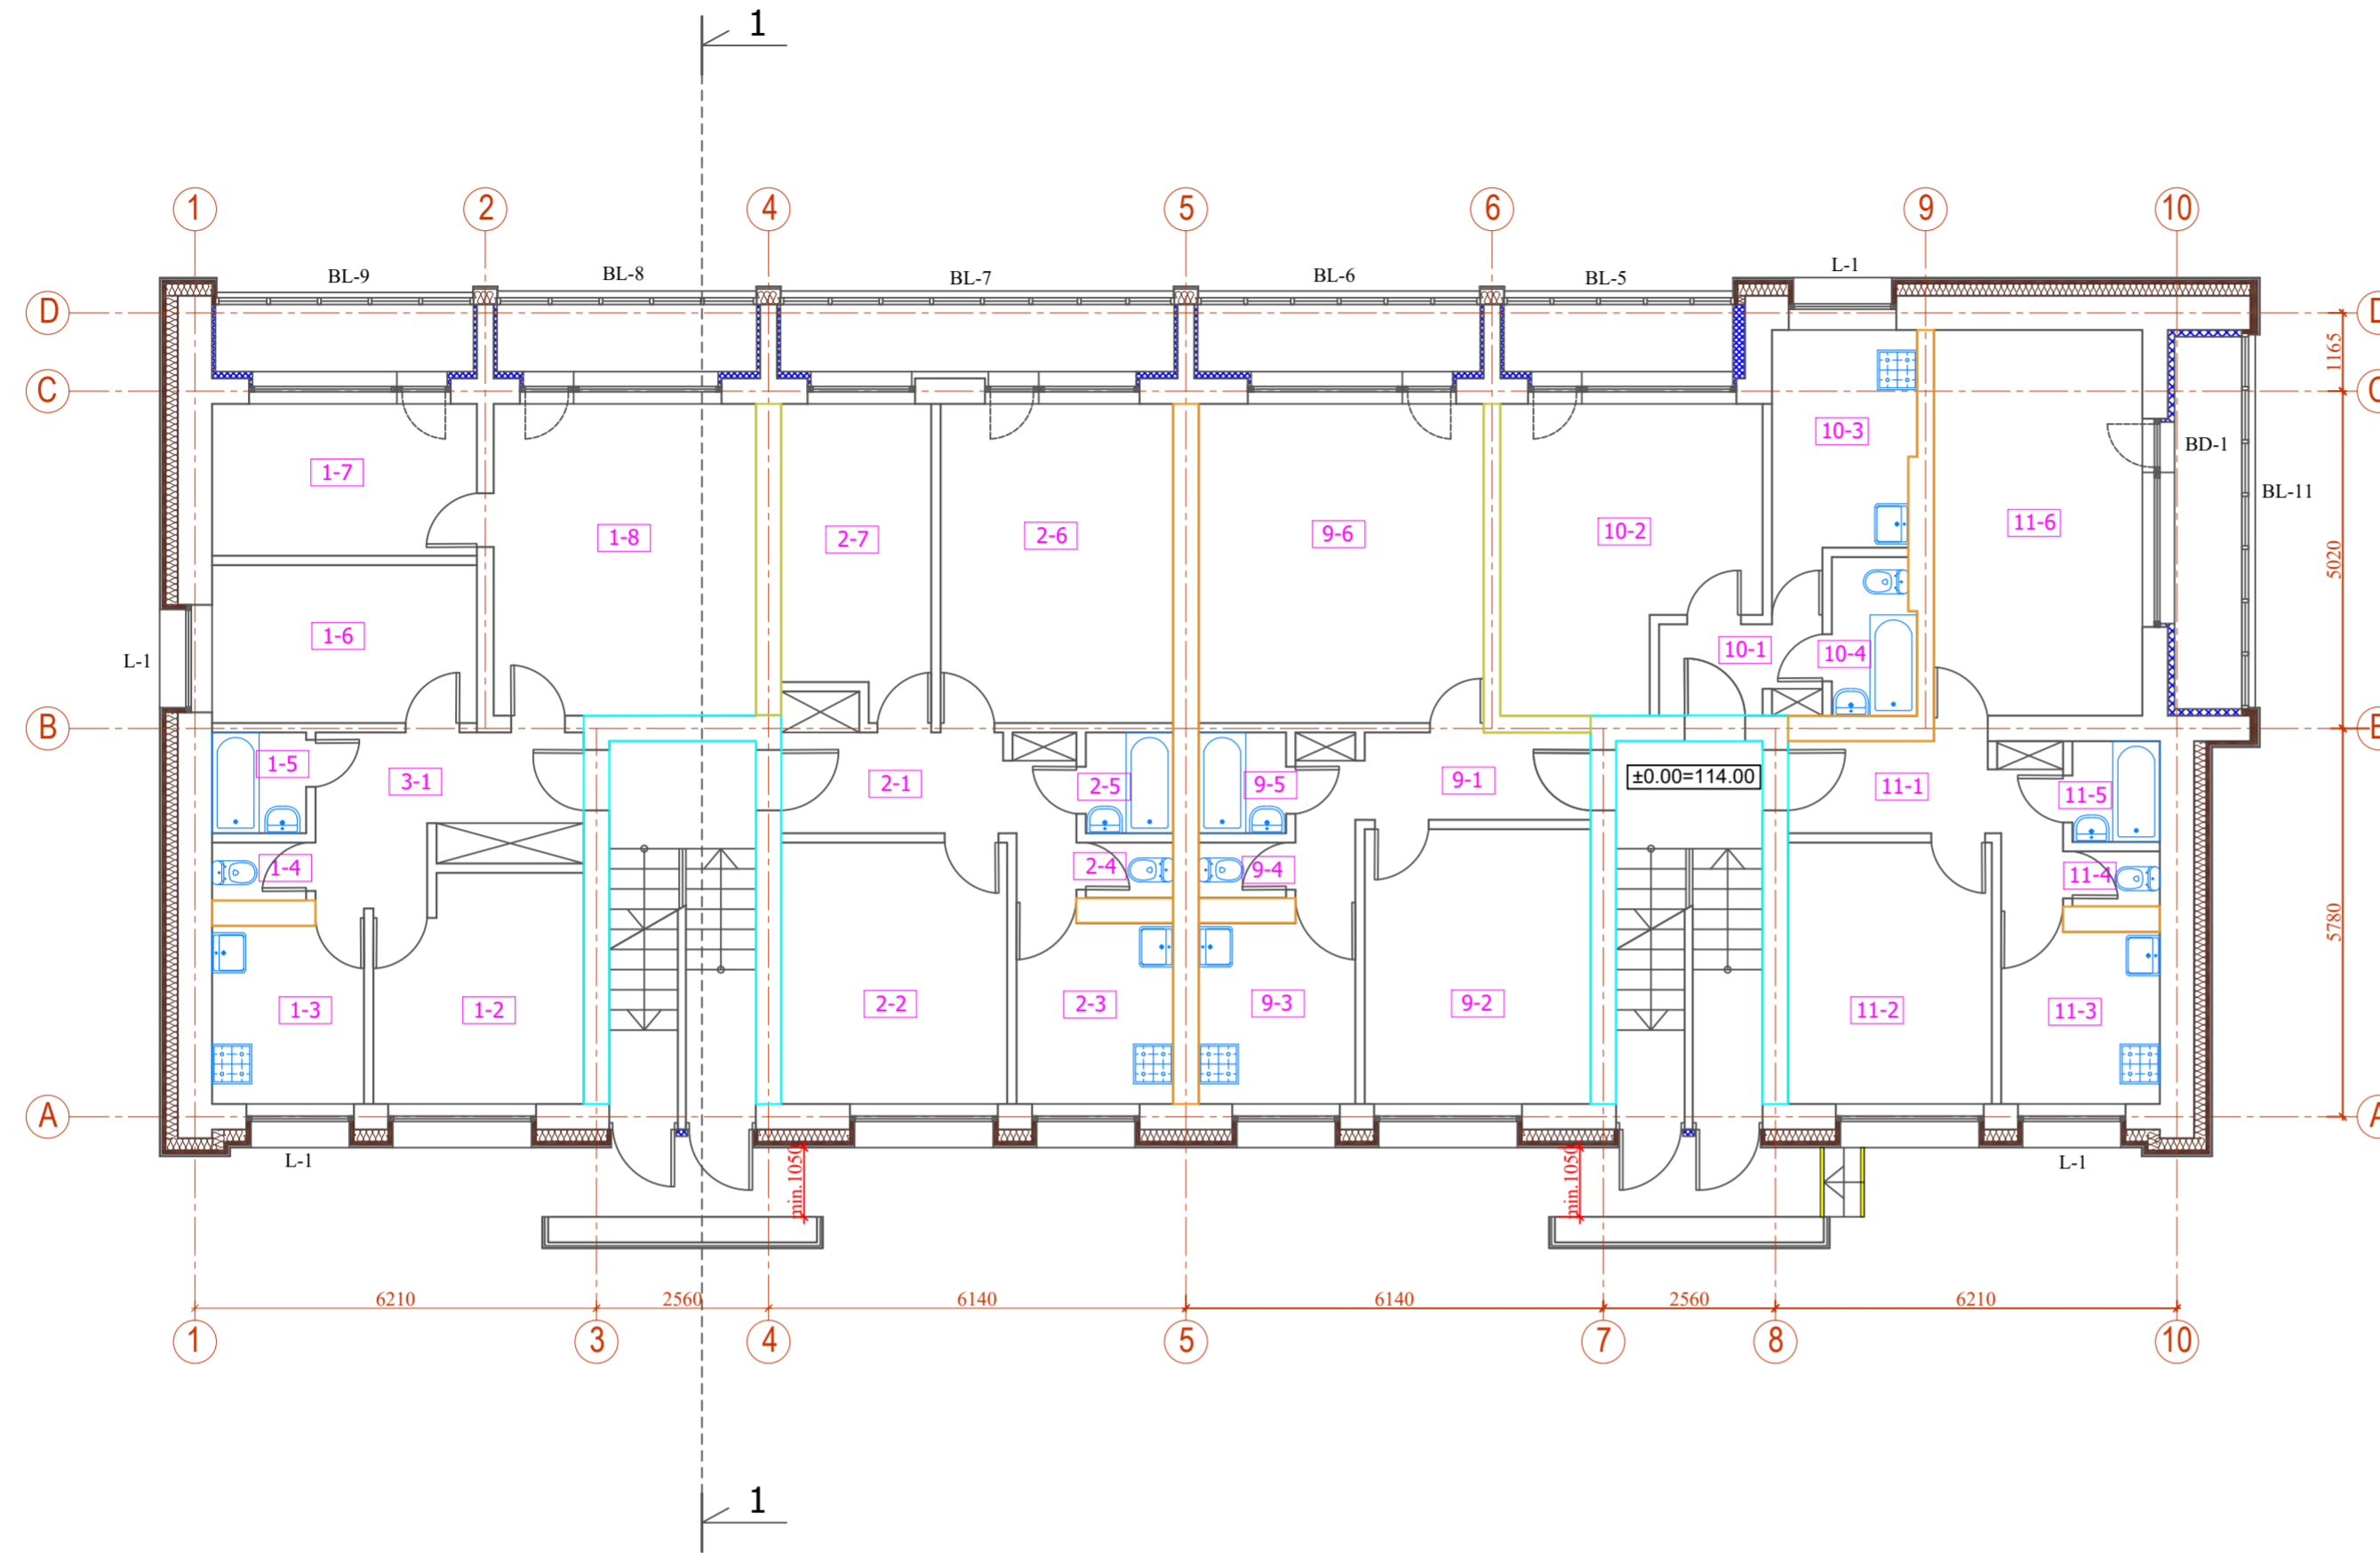 1
1 2 4 5 6 9 10
BL-9 BL-8 BL-7 BL-6 BL-5 L-1
D
1165
C
10-3 BD-1
1-7
BL-11
1-8 2-7 2-6 9-6 10-2 11-6
5020
1-6
L-1
10-1 10-4
B
1-5 3-1 2-1 2-5 9-5 9-1 ±0.00=114.00 11-1 11-5
1-4 2-4 9-4 11-4
5780
1-3 1-2 2-2 2-3 9-3 9-2 11-2 11-3
A
L-1 L-1
min.1050 min.1050
6210 2560 6140 6140 2560 6210
1 3 4 5 7 8 10
1